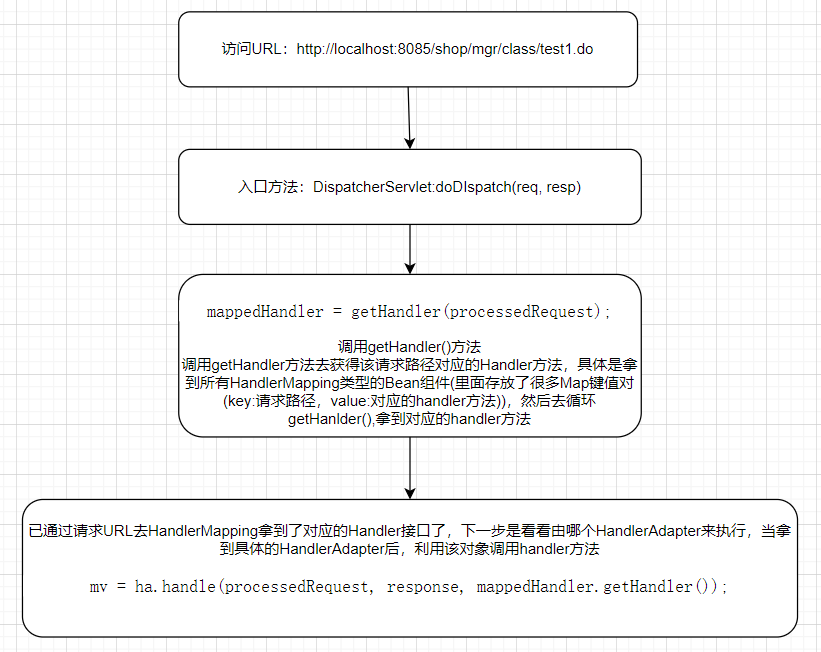 访问URL：http://localhost:8085/shop/mgr/class/test1.do
入口方法：DispatcherServlet:doDIspatch(req, resp)
mappedHandler = getHandler(processedRequest);
调用getHandler()方法
调用getHandler方法去获得该请求路径对应的Handler方法，具体是拿
到所有HandlerMapping类型的Bean组件(里面存放了很多Map键值对
(key:请求路径，value:对应的handler方法))，然后去循环
getHanlder(),拿到对应的handler方法
已通过请求URL去HandlerMapping拿到了对应的Handler接口了，下一步是看看由哪个HandlerAdapter来执行，当拿
到具体的HandlerAdapter后，利用该对象调用handler方法
mv = ha.handle(processedRequest, response, mappedHandler.getHandler());